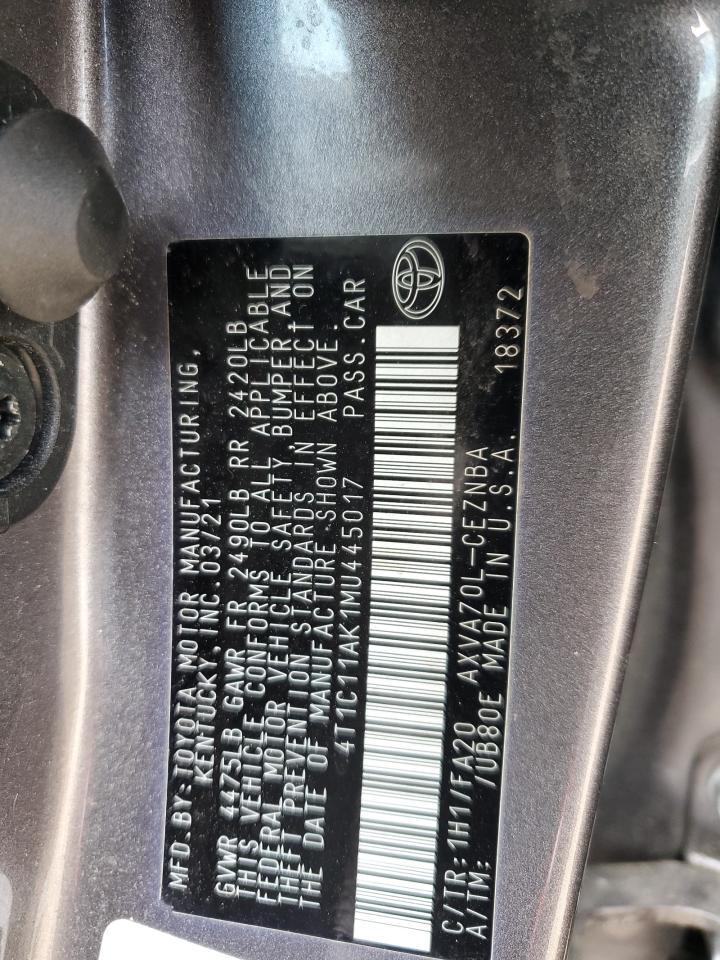 MFD.BY:TOYOTA MOTOR MANUFACTURING,
KENTUCKY,INC.03/21
GVWR 4475LB GAWR FR 2490LB RR 2420LB
THIS VEHICLE CONFORMS TO ALL APPLICABLE
FEDERAL MOTOR VEHICLE SAFETY BUMPER AND
THEFT PREVENTION STANDARDS IN EFFECT ON
THE DATE OF MANUFACTURE SHOWN ABOVE.
4T1C11AK1MU445017 PASS.CAR
C/TR:1H1/FA20 AXVA70L-CEZNBA
A/TM: /UB80E MADE IN U.S.A. 18372